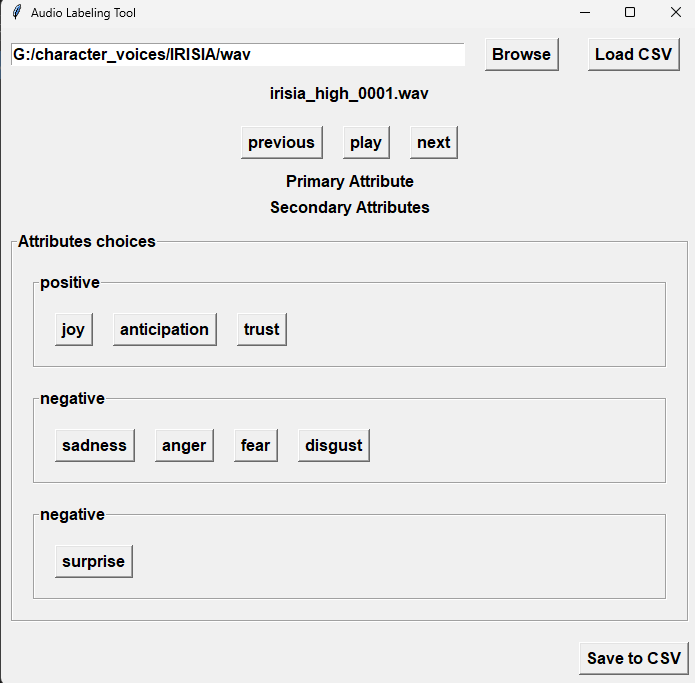 Audio Labeling Tool
G:/character_voices/IRISIA/wav Browse Load CSV
irisia_high_0001.wav
previous play next
Primary Attribute
Secondary Attributes
Attributes choices
positive
joy anticipation trust
negative
sadness anger fear disgust
negative
surprise
Save to CSV